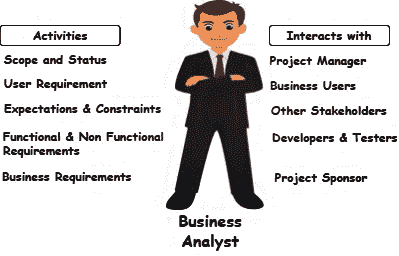 Activities
Scope and Status
User Requirement
Expectations & Constraints
Functional & Non Functional
Requirements
Business Requirements
Interacts with
Project Manager
Business Users
Other Stakeholders
Developers & Testers
Project Sponsor
Business
Analyst